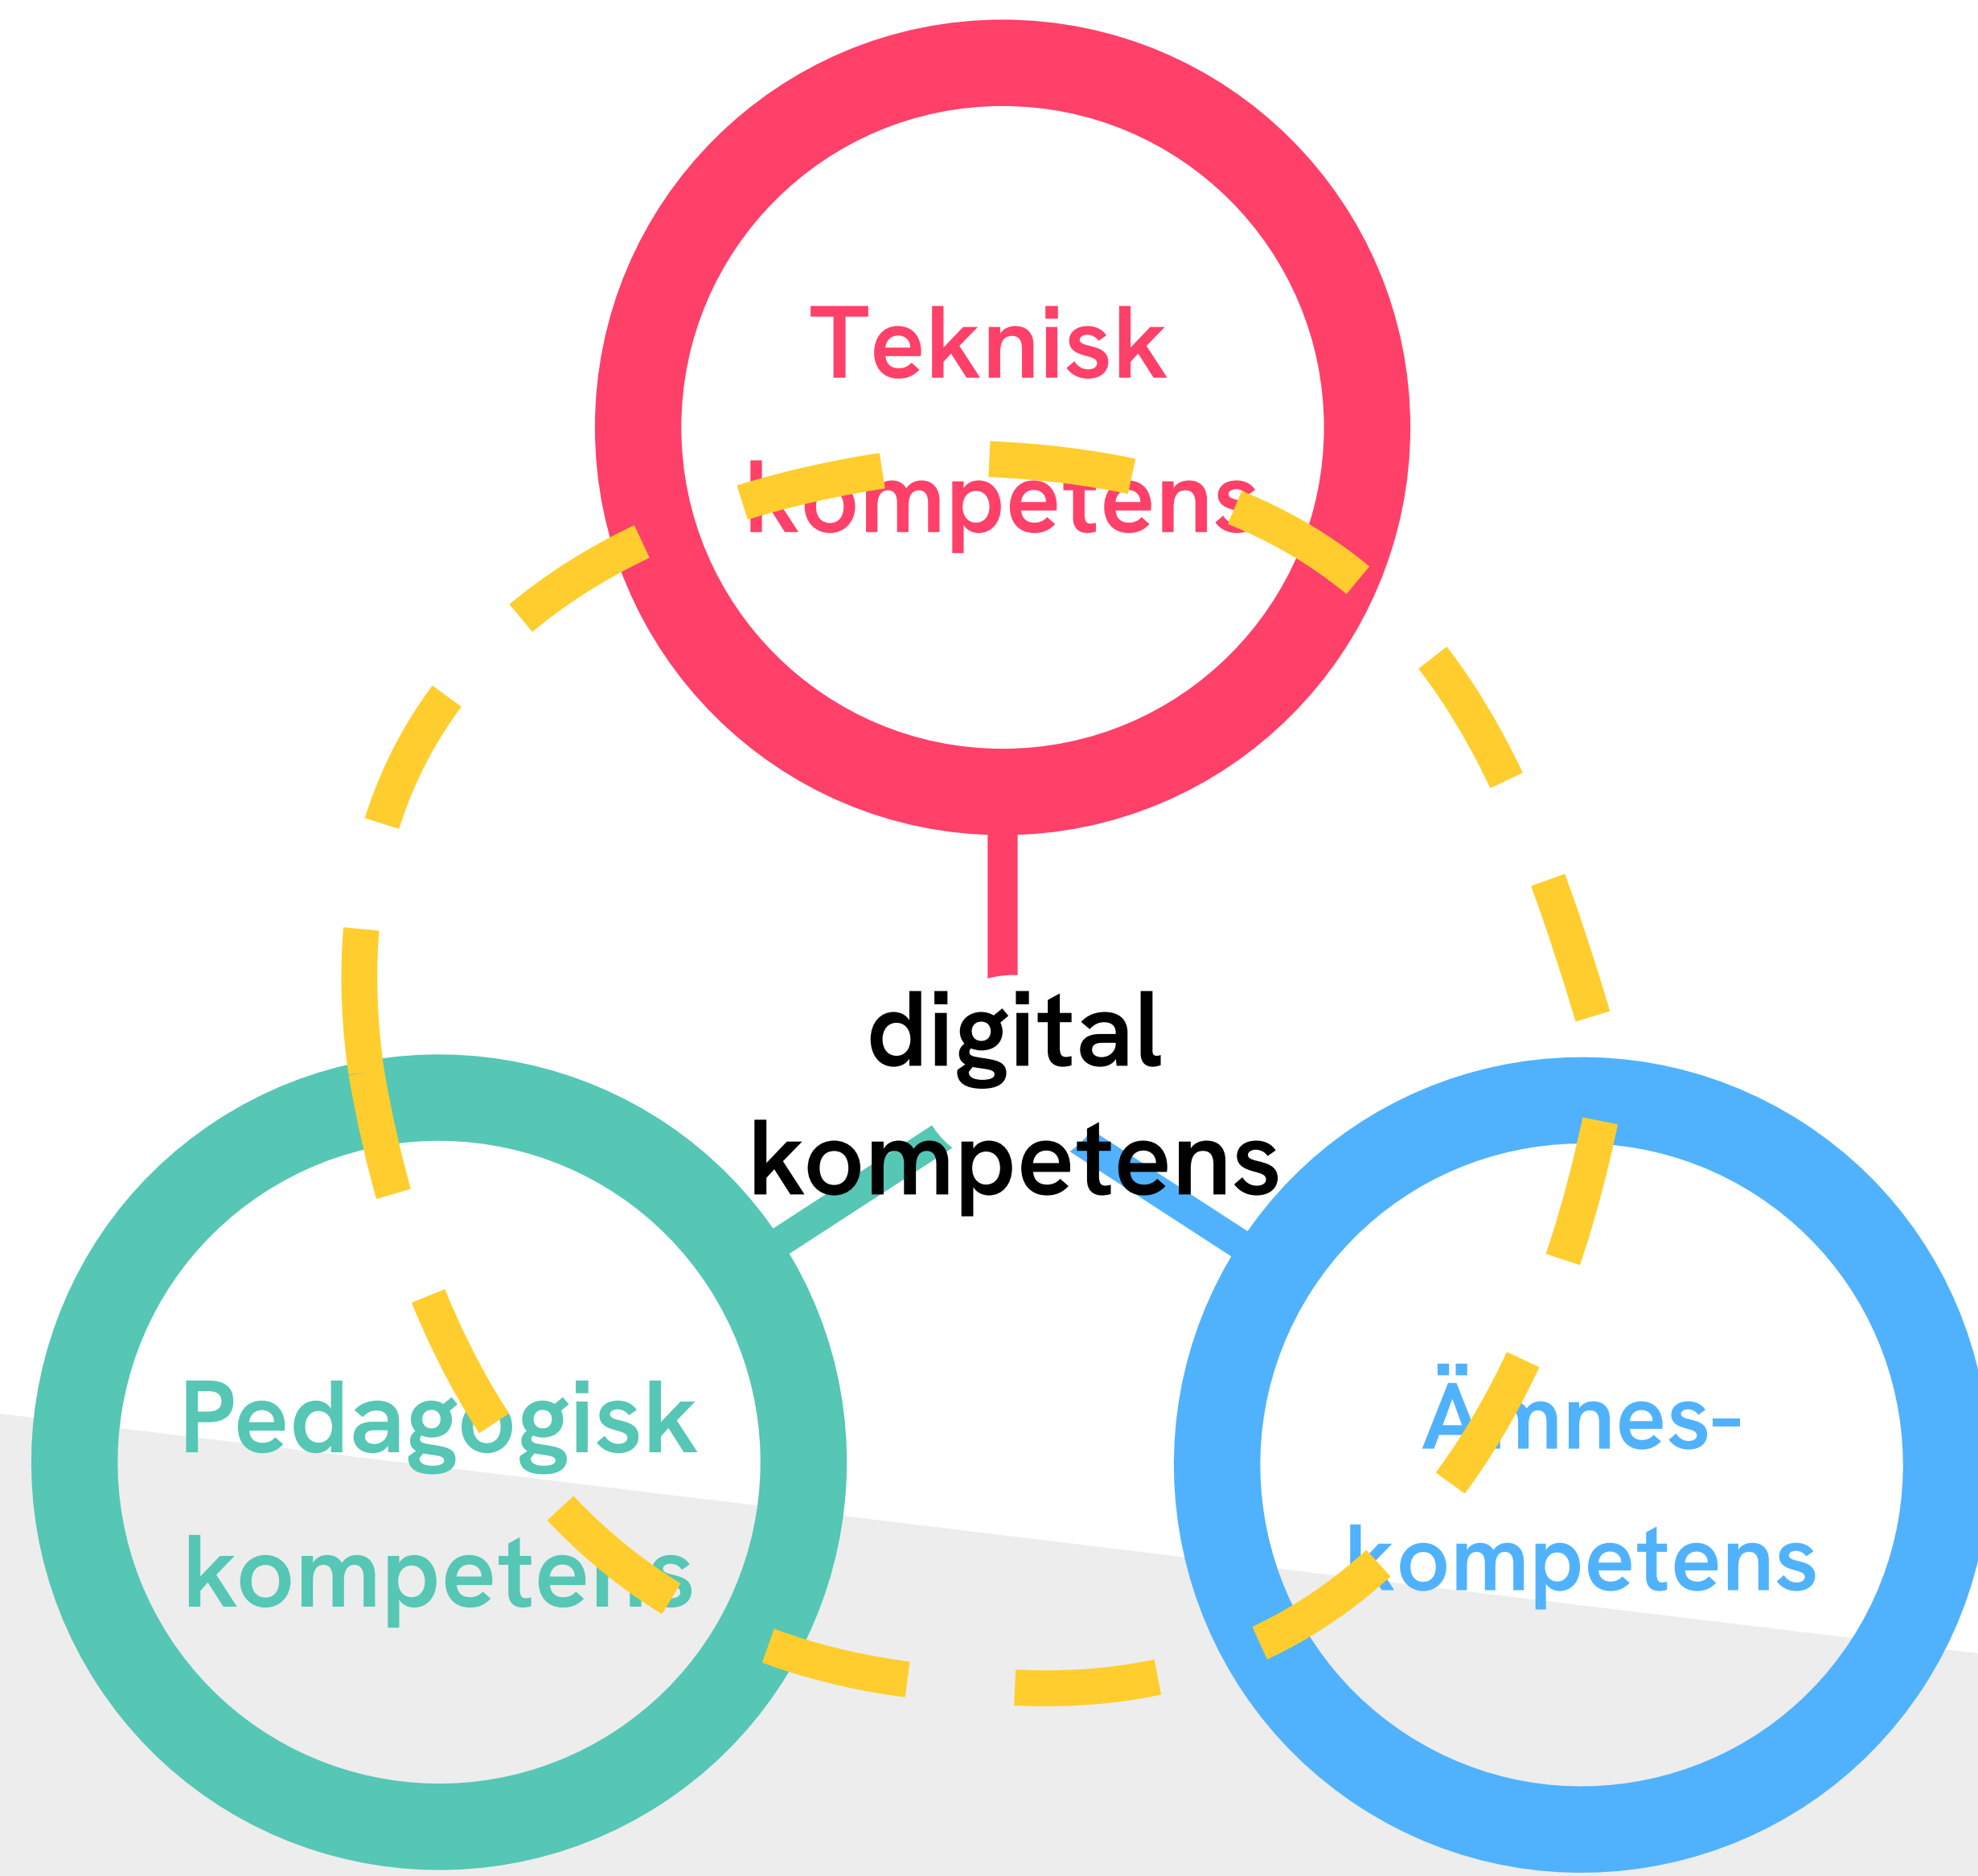 Teknisk
kompetens
digital
kompetens
Pedagogisk
kompetens
Ämnes-
kompetens